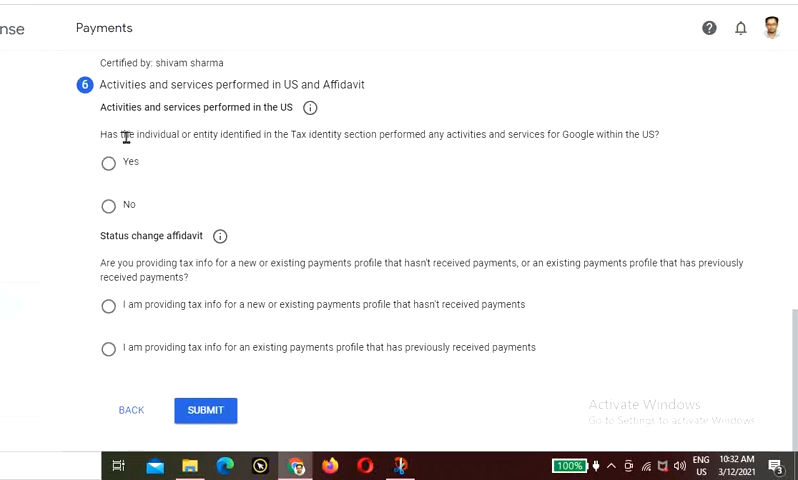 nse
Payments
Certified by: shivam sharma
6 Activities and services performed in US and Affidavit
Activities and services performed in the US
Has the individual or entity identified in the Tax identity section performed any activities and services for Google within the US?
Yes
No
Status change affidavit
Are you providing tax info for a new or existing payments profile that hasn't received payments, or an existing payments profile that has previously
received payments?
I am providing tax info for a new or existing payments profile that hasn't received payments
I am providing tax info for an existing payments profile that has previously received payments
BACK
SUBMIT
Activate Windows
Go to Settings to activate Windows.
100%
ENG
US
10:32 AM
3/12/2021
3